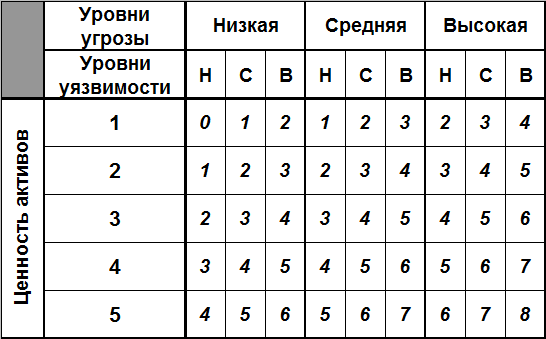 Уровни угрозы Низкая Средняя Высокая
Уровни уязвимости Н С В Н С В Н С В
Ценность активов
1 0 1 2 1 2 3 2 3 4
2 1 2 3 2 3 4 3 4 5
3 2 3 4 3 4 5 4 5 6
4 3 4 5 4 5 6 5 6 7
5 4 5 6 5 6 7 6 7 8